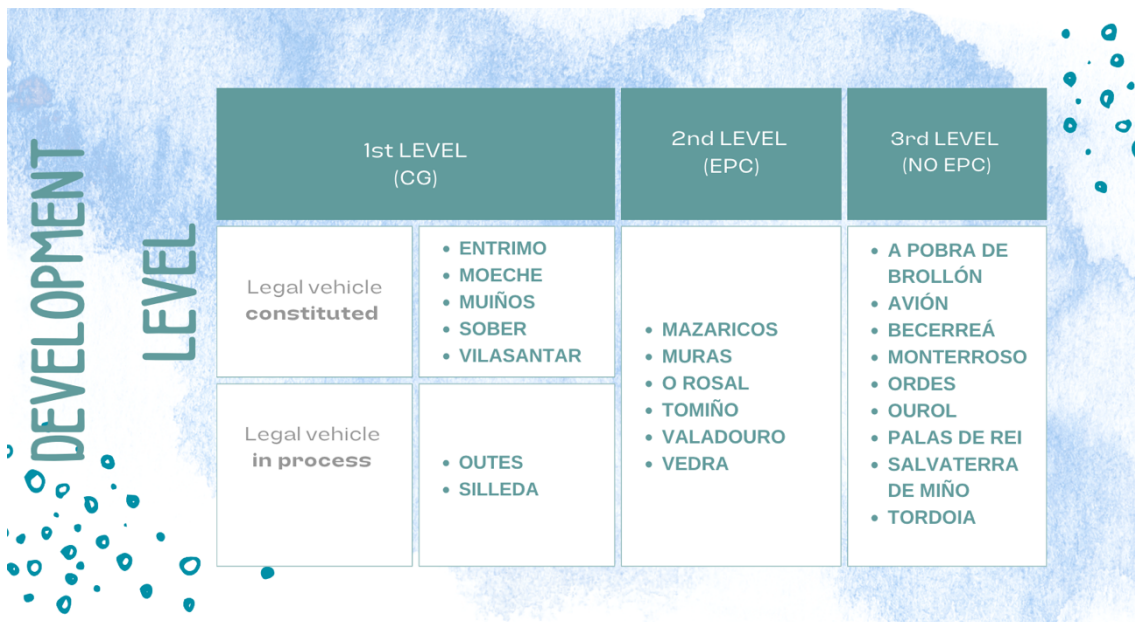 DEVELOPMENT
LEVEL
1st LEVEL
(CG)
2nd LEVEL
(EPC)
3rd LEVEL
(NO EPC)
Legal vehicle
constituted
• ENTRIMO
• MOECHE
• MUIÑOS
• SOBER
• VILASANTAR
Legal vehicle
in process
• OUTES
• SILLEDA
• MAZARICOS
• MURAS
• O ROSAL
• TOMIÑO
• VALADOURO
• VEDRA
• A POBRA DE
BROLLÓN
• AVIÓN
• BECERREÁ
• MONTERROSO
• ORDES
• OUROL
• PALAS DE REI
• SALVATERRA
DE MIÑO
• TORDOIA